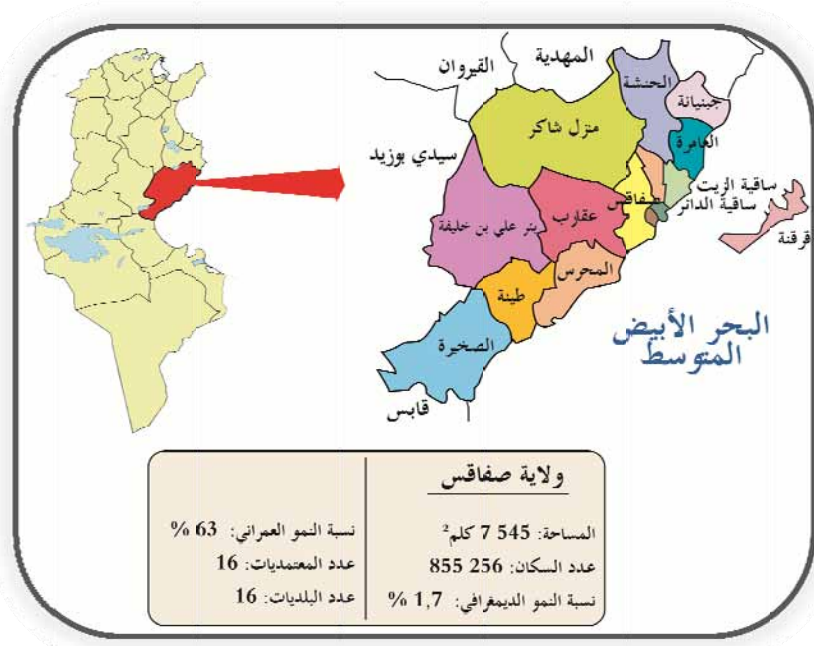 المهدية
القيروان
الحنشة
جبنيانة
منزل شاكر
العامرة
سيدي بوزيد
ساقية الزيت
صفاقس
ساقية الدائر
عقارب
بئر علي بن خليفة
قرقنة
المحرس
طينة
البحر الأبيض
المتوسط
الصخيرة
قابس
ولاية صفاقس
المساحة: 545 7 كلم²
عدد السكان: 256 855
نسبة النمو الديمغرافي: 1,7 %
نسبة النمو العمراني: 63 %
عدد المعتمديات: 16
عدد البلديات: 16